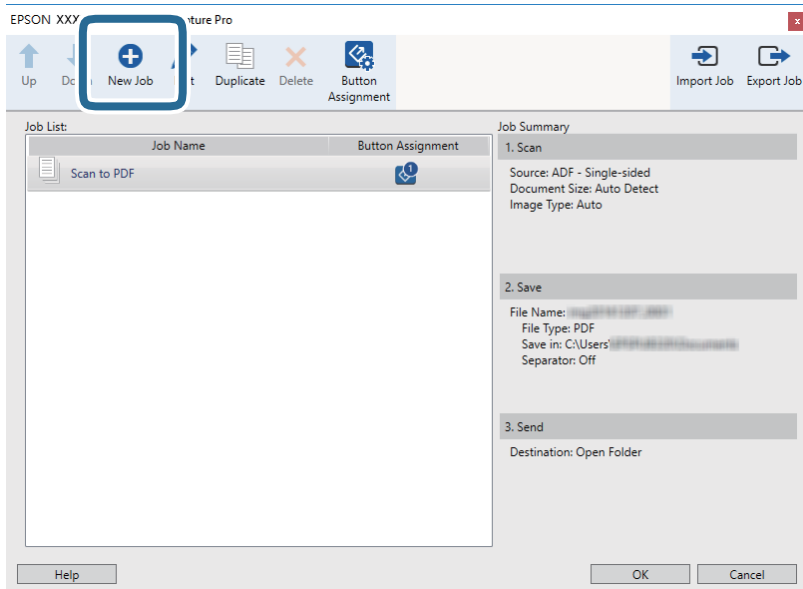 EPSON XXX ture Pro
x
Up
New Job
Duplicate
Delete
Button
Assignment
Import Job
Export Job
Job List:
Job Name
Button Assignment
Scan to PDF
1
Job Summary
1. Scan
Source: ADF - Single-sided
Document Size: Auto Detect
Image Type: Auto
2. Save
File Name:
File Type: PDF
Save in: C:\Users\
Separator: Off
3. Send
Destination: Open Folder
Help
OK
Cancel